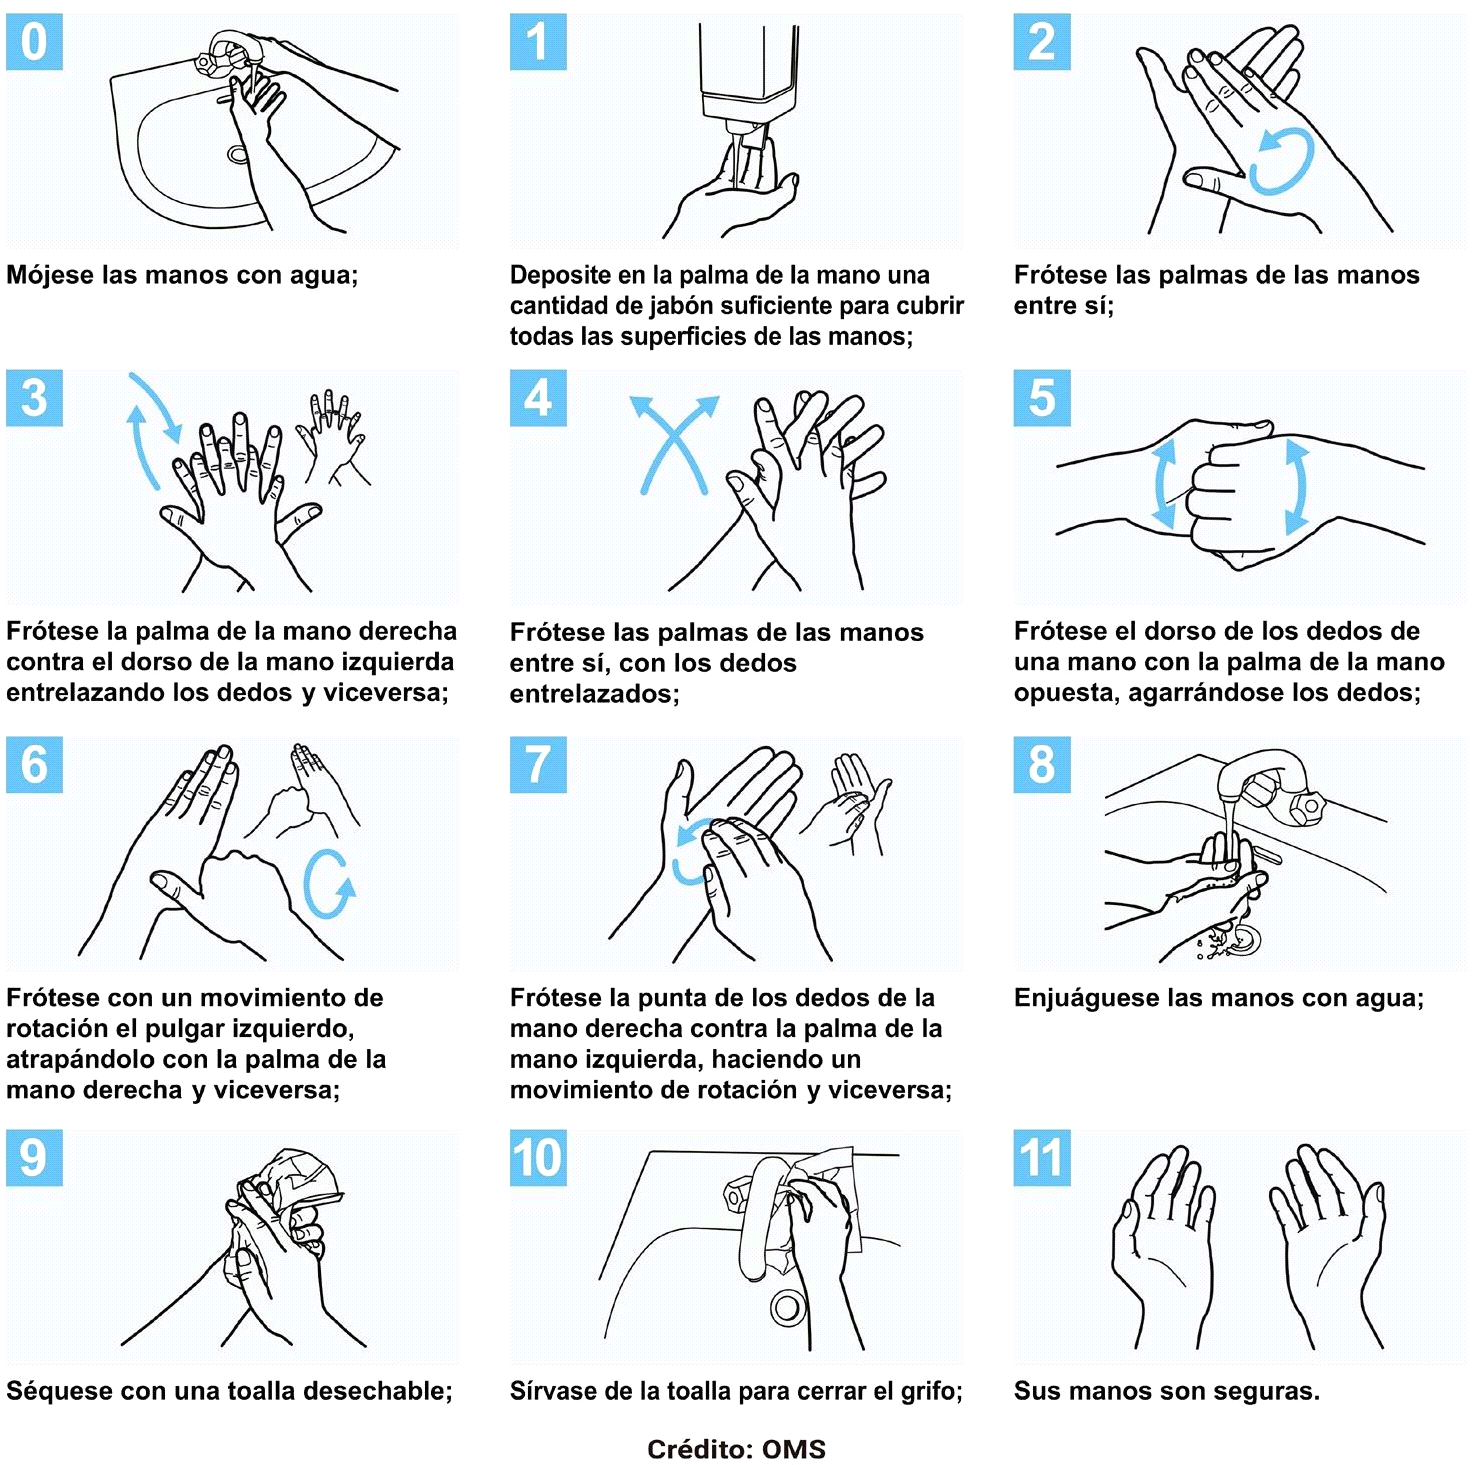 0
Mójese las manos con agua;
1
Deposite en la palma de la mano una
cantidad de jabón suficiente para cubrir
todas las superficies de las manos;
2
Frótese las palmas de las manos
entre sí;
3
Frótese la palma de la mano derecha
contra el dorso de la mano izquierda
entrelazando los dedos y viceversa;
4
Frótese las palmas de las manos
entre sí, con los dedos
entrelazados;
5
Frótese el dorso de los dedos de
una mano con la palma de la mano
opuesta, agarrándose los dedos;
6
Frótese con un movimiento de
rotación el pulgar izquierdo,
atrapándolo con la palma de la
mano derecha y viceversa;
7
Frótese la punta de los dedos de la
mano derecha contra la palma de la
mano izquierda, haciendo un
movimiento de rotación y viceversa;
8
Enjuáguese las manos con agua;
9
Séquese con una toalla desechable;
10
Sírvase de la toalla para cerrar el grifo;
11
Sus manos son seguras.
Crédito: OMS